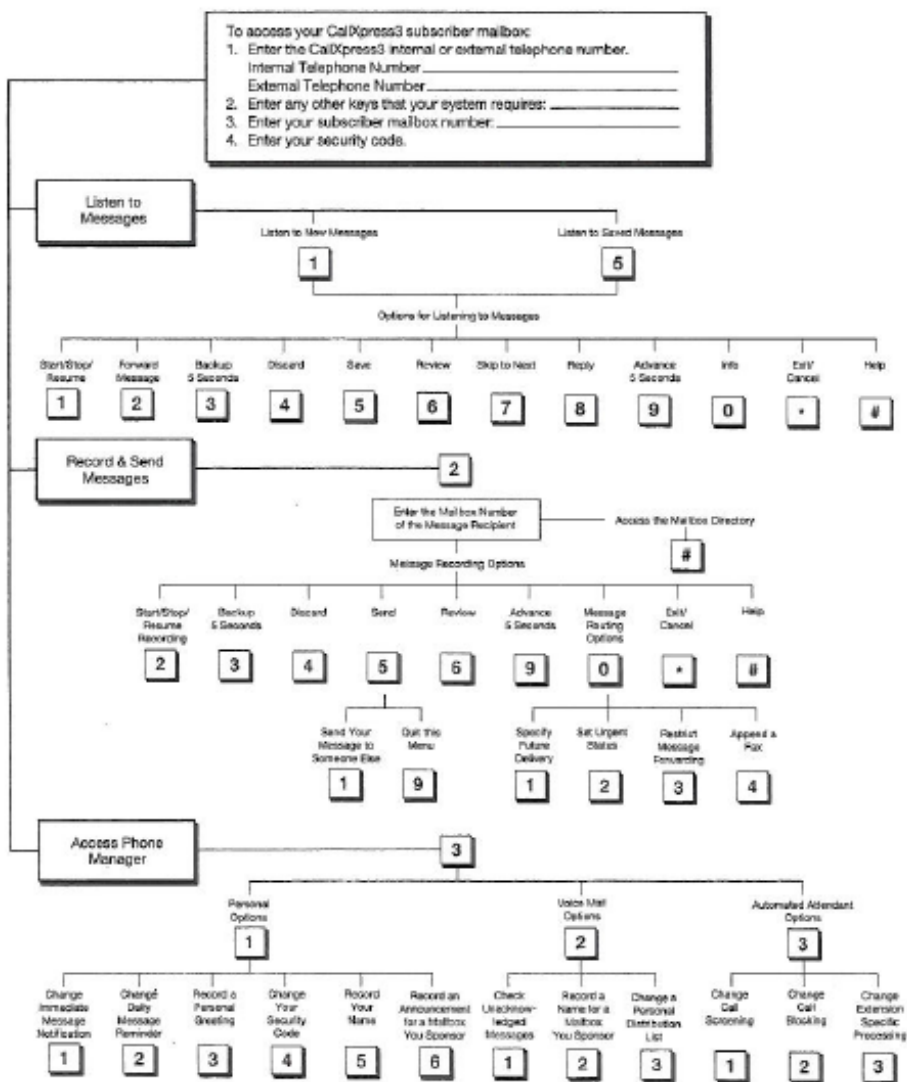 To access your CallXpress3 subscriber mailbox:
1. Enter the CallXpress3 internal or external telephone number.
Internal Telephone Number
External Telephone Number
2. Enter any other keys that your system requires:
3. Enter your subscriber mailbox number:
4. Enter your security code.
Listen to
Messages
Listen to New Messages
Listen to Saved Messages
1
5
Options for Listening to Messages
Start/Stop/
Resume
Forward
Message
Backup
5 Seconds
Discard
Save
Review
Skip to Next
Reply
Advance
5 Seconds
Info
Exit/
Cancel
Help
1
2
3
4
5
6
7
8
9
0
*
#
Record & Send
Messages
2
Enter the Mailbox Number
of the Message Recipient
Access the Mailbox Directory
#
Message Recording Options
Start/Stop/
Resume
Recording
Backup
5 Seconds
Discard
Send
Review
Advance
5 Seconds
Message
Routing
Options
Exit/
Cancel
Help
2
3
4
5
6
9
0
*
#
Send Your
Message to
Someone Else
Quit this
Menu
Specify
Future
Delivery
Set Urgent
Status
Restrict
Message
Forwarding
Append a
Fax
1
9
1
2
3
4
Access Phone
Manager
3
Personal
Options
Voice Mail
Options
Automated Attendant
Options
1
2
3
Change
Immediate
Message
Notification
Change
Daily
Message
Reminder
Record a
Personal
Greeting
Change
Your
Security
Code
Record
Your
Name
Record an
Announcement
for a Mailbox
You Sponsor
Check
Unacknow-
ledged
Messages
Record a
Name for a
Mailbox
You Sponsor
Change a
Personal
Distribution
List
Change
Call
Screening
Change
Call
Blocking
Change
Extension
Specific
Processing
1
2
3
4
5
6
1
2
3
1
2
3